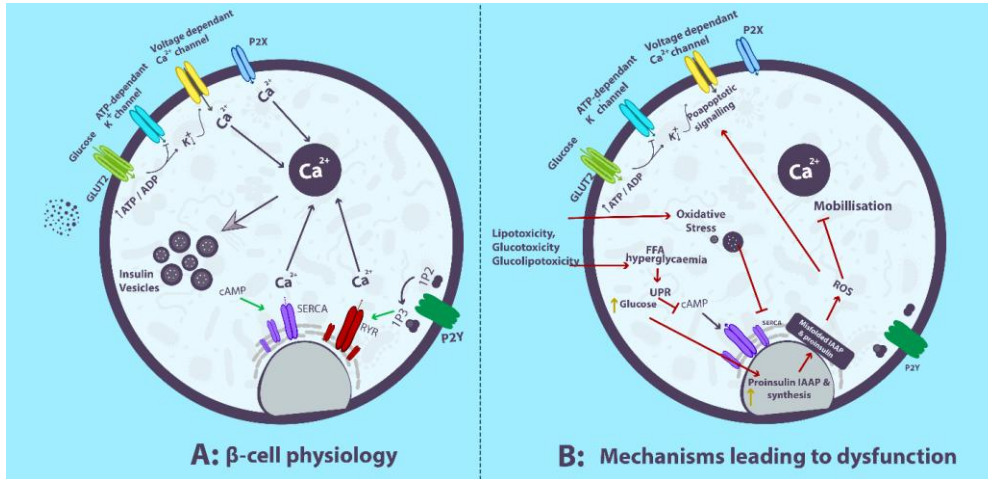 Glucose
GLUT2
ATP-dependant
K+ channel
Voltage dependant
Ca²⁺ channel
P2X
↑ATP / ADP
K⁺
Ca²⁺
Ca²⁺
Ca²⁺
Insulin
Vesicles
cAMP
Ca²⁺
Ca²⁺
SERCA
RYR
1P2
1P3
P2Y
A: β-cell physiology
Glucose
GLUT2
ATP-dependant
K channel
Voltage dependant
Ca²⁺ channel
P2X
↑ATP / ADP
K⁺
Poapoptotic
signalling
Ca²⁺
Mobillisation
Oxidative
Stress
Lipotoxicity,
Glucotoxicity
Glucolipotoxicity
FFA
hyperglycaemia
UPR
↑ Glucose
cAMP
SERCA
ROS
Misfolded IAAP
& proinsulin
Proinsulin IAAP &
↑ synthesis
P2Y
B: Mechanisms leading to dysfunction